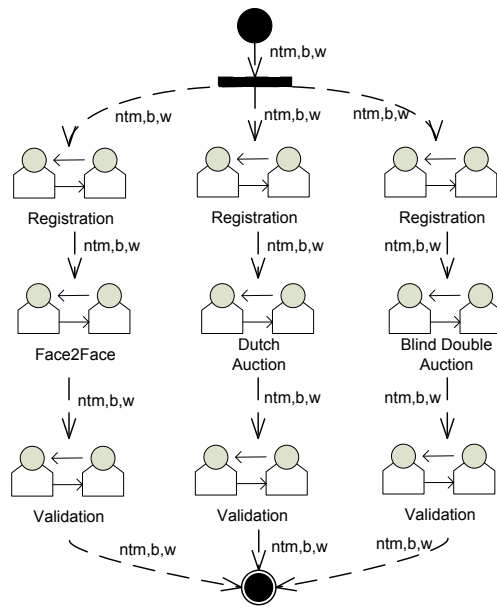 ntm,b,w
ntm,b,w
ntm,b,w
ntm,b,w
Registration
Registration
Registration
ntm,b,w
ntm,b,w
ntm,b,w
Face2Face
Dutch
Auction
Blind Double
Auction
ntm,b,w
ntm,b,w
ntm,b,w
Validation
Validation
Validation
ntm,b,w
ntm,b,w
ntm,b,w